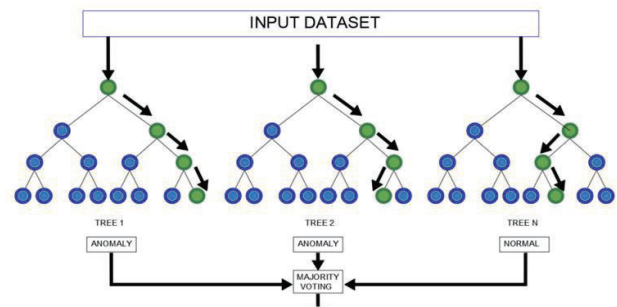 INPUT DATASET
TREE 1
TREE 2
TREE N
ANOMALY
ANOMALY
NORMAL
MAJORITY
VOTING